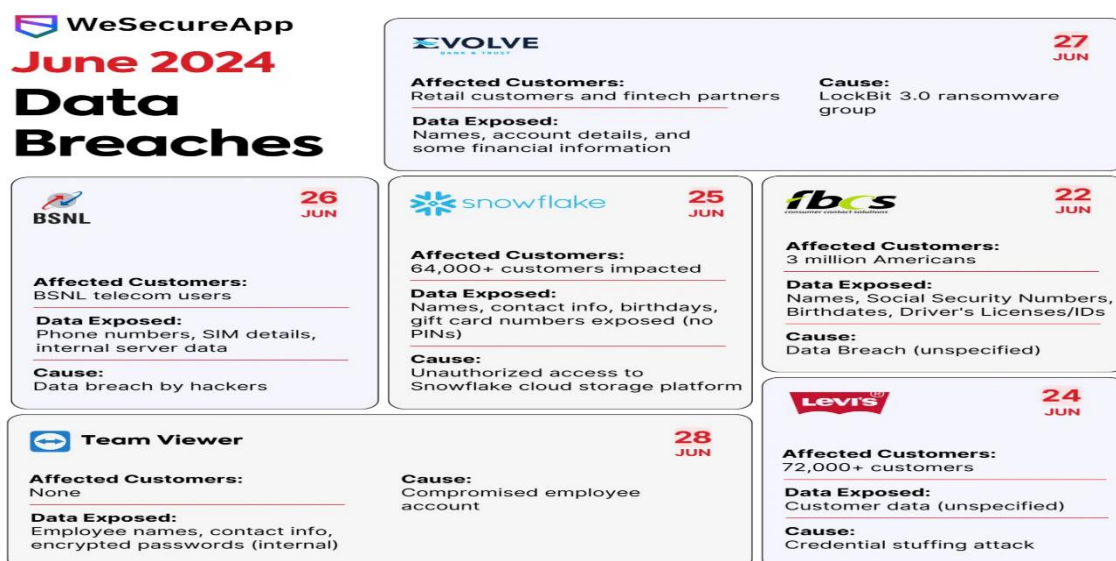 WeSecureApp
June 2024
Data
Breaches
EVOLVE
BANK & TRUST
27
JUN
Affected Customers:
Retail customers and fintech partners
Data Exposed:
Names, account details, and
some financial information
Cause:
LockBit 3.0 ransomware
group
BSNL
26
JUN
Affected Customers:
BSNL telecom users
Data Exposed:
Phone numbers, SIM details,
internal server data
Cause:
Data breach by hackers
snowflake
25
JUN
Affected Customers:
64,000+ customers impacted
Data Exposed:
Names, contact info, birthdays,
gift card numbers exposed (no
PINs)
Cause:
Unauthorized access to
Snowflake cloud storage platform
fbcs
consumer contact solutions
22
JUN
Affected Customers:
3 million Americans
Data Exposed:
Names, Social Security Numbers,
Birthdates, Driver's Licenses/IDs
Cause:
Data Breach (unspecified)
Team Viewer
28
JUN
Affected Customers:
None
Data Exposed:
Employee names, contact info,
encrypted passwords (internal)
Cause:
Compromised employee
account
LEVI'S®
24
JUN
Affected Customers:
72,000+ customers
Data Exposed:
Customer data (unspecified)
Cause:
Credential stuffing attack